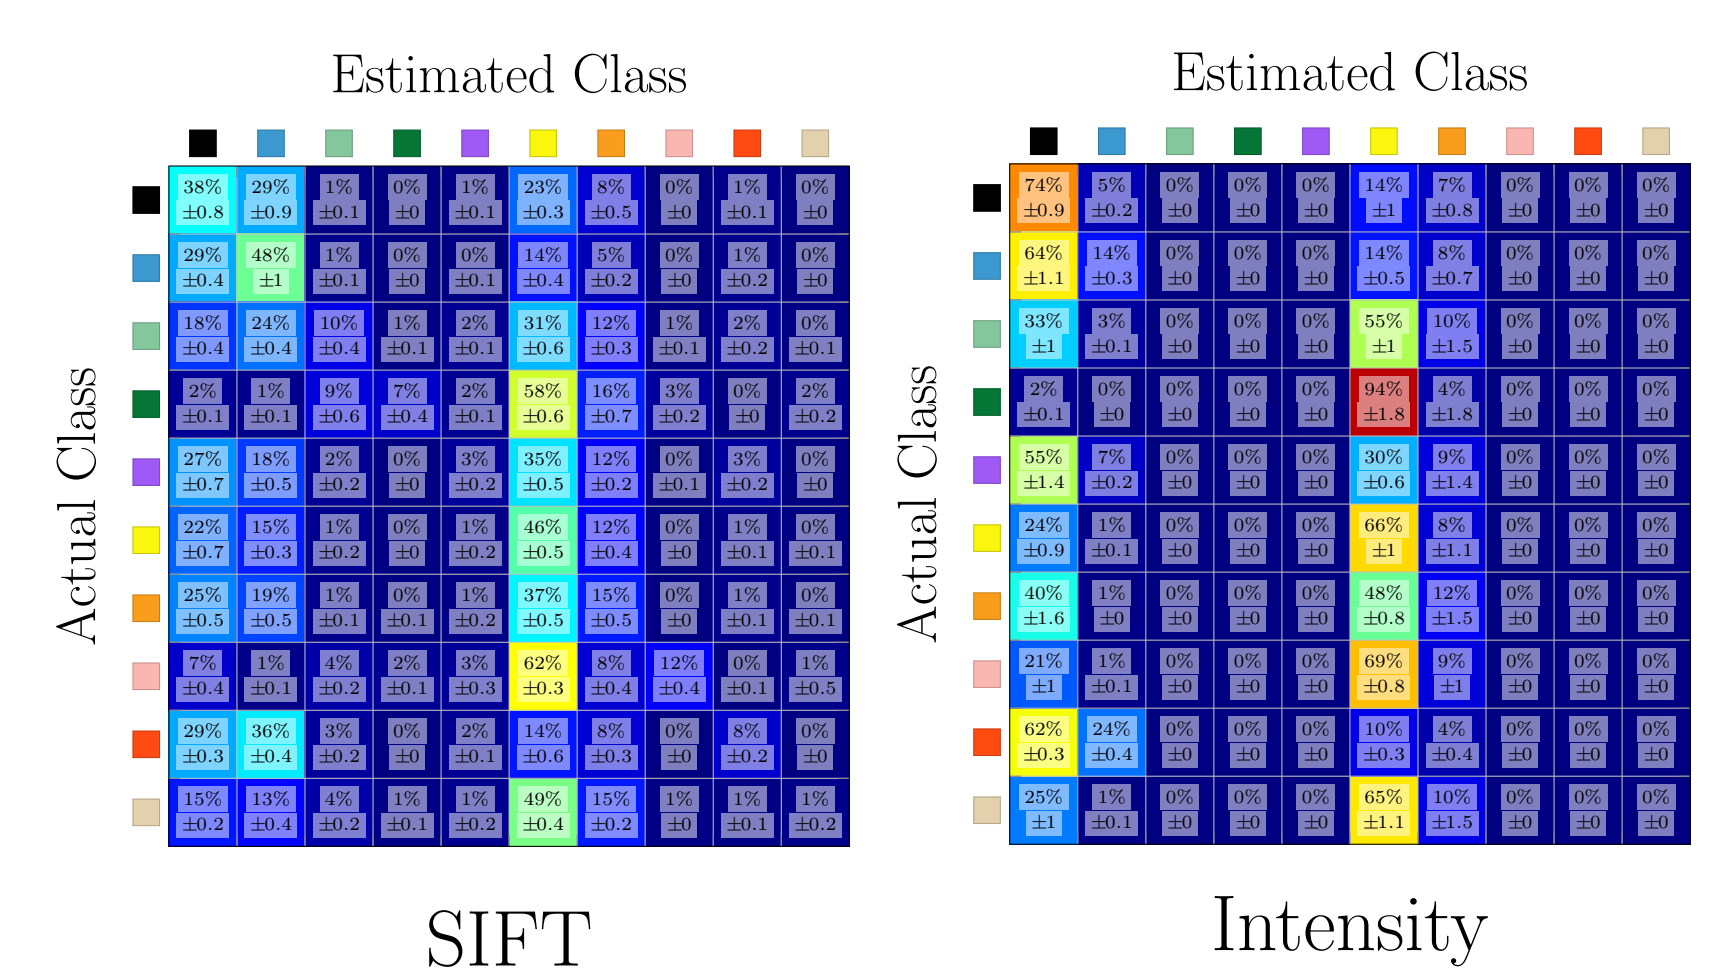 Estimated Class
Actual Class
38% 29% 1% 0% 1% 23% 8% 0% 1% 0%
±0.8 ±0.9 ±0.1 ±0 ±0.1 ±0.3 ±0.5 ±0 ±0.1 ±0
29% 48% 1% 0% 0% 14% 5% 0% 1% 0%
±0.4 ±1 ±0.1 ±0 ±0.1 ±0.4 ±0.2 ±0 ±0.2 ±0
18% 24% 10% 1% 2% 31% 12% 1% 2% 0%
±0.4 ±0.4 ±0.4 ±0.1 ±0.1 ±0.6 ±0.3 ±0.1 ±0.2 ±0.1
2% 1% 9% 7% 2% 58% 16% 3% 0% 2%
±0.1 ±0.1 ±0.6 ±0.4 ±0.1 ±0.6 ±0.7 ±0.2 ±0 ±0.2
27% 18% 2% 0% 3% 35% 12% 0% 3% 0%
±0.7 ±0.5 ±0.2 ±0 ±0.2 ±0.5 ±0.2 ±0.1 ±0.2 ±0
22% 15% 1% 0% 1% 46% 12% 0% 1% 0%
±0.7 ±0.3 ±0.2 ±0 ±0.2 ±0.5 ±0.4 ±0 ±0.1 ±0.1
25% 19% 1% 0% 1% 37% 15% 0% 1% 0%
±0.5 ±0.5 ±0.1 ±0.1 ±0.2 ±0.5 ±0.5 ±0 ±0.1 ±0.1
7% 1% 4% 2% 3% 62% 8% 12% 0% 1%
±0.4 ±0.1 ±0.2 ±0.1 ±0.3 ±0.3 ±0.4 ±0.4 ±0.1 ±0.5
29% 36% 3% 0% 2% 14% 8% 0% 8% 0%
±0.3 ±0.4 ±0.2 ±0 ±0.1 ±0.6 ±0.3 ±0 ±0.2 ±0
15% 13% 4% 1% 1% 49% 15% 1% 1% 1%
±0.2 ±0.4 ±0.2 ±0.1 ±0.2 ±0.4 ±0.2 ±0 ±0.1 ±0.2
SIFT
Estimated Class
Actual Class
74% 5% 0% 0% 0% 14% 7% 0% 0% 0%
±0.9 ±0.2 ±0 ±0 ±0 ±1 ±0.8 ±0 ±0 ±0
64% 14% 0% 0% 0% 14% 8% 0% 0% 0%
±1.1 ±0.3 ±0 ±0 ±0 ±0.5 ±0.7 ±0 ±0 ±0
33% 3% 0% 0% 0% 55% 10% 0% 0% 0%
±1 ±0.1 ±0 ±0 ±0 ±1 ±1.5 ±0 ±0 ±0
2% 0% 0% 0% 0% 94% 4% 0% 0% 0%
±0.1 ±0 ±0 ±0 ±0 ±1.8 ±1.8 ±0 ±0 ±0
55% 7% 0% 0% 0% 30% 9% 0% 0% 0%
±1.4 ±0.2 ±0 ±0 ±0 ±0.6 ±1.4 ±0 ±0 ±0
24% 1% 0% 0% 0% 66% 8% 0% 0% 0%
±0.9 ±0.1 ±0 ±0 ±0 ±1 ±1.1 ±0 ±0 ±0
40% 1% 0% 0% 0% 48% 12% 0% 0% 0%
±1.6 ±0 ±0 ±0 ±0 ±0.8 ±1.5 ±0 ±0 ±0
21% 1% 0% 0% 0% 69% 9% 0% 0% 0%
±1 ±0.1 ±0 ±0 ±0 ±0.8 ±1 ±0 ±0 ±0
62% 24% 0% 0% 0% 10% 4% 0% 0% 0%
±0.3 ±0.4 ±0 ±0 ±0 ±0.3 ±0.4 ±0 ±0 ±0
25% 1% 0% 0% 0% 65% 10% 0% 0% 0%
±1 ±0.1 ±0 ±0 ±0 ±1.1 ±1.5 ±0 ±0 ±0
Intensity